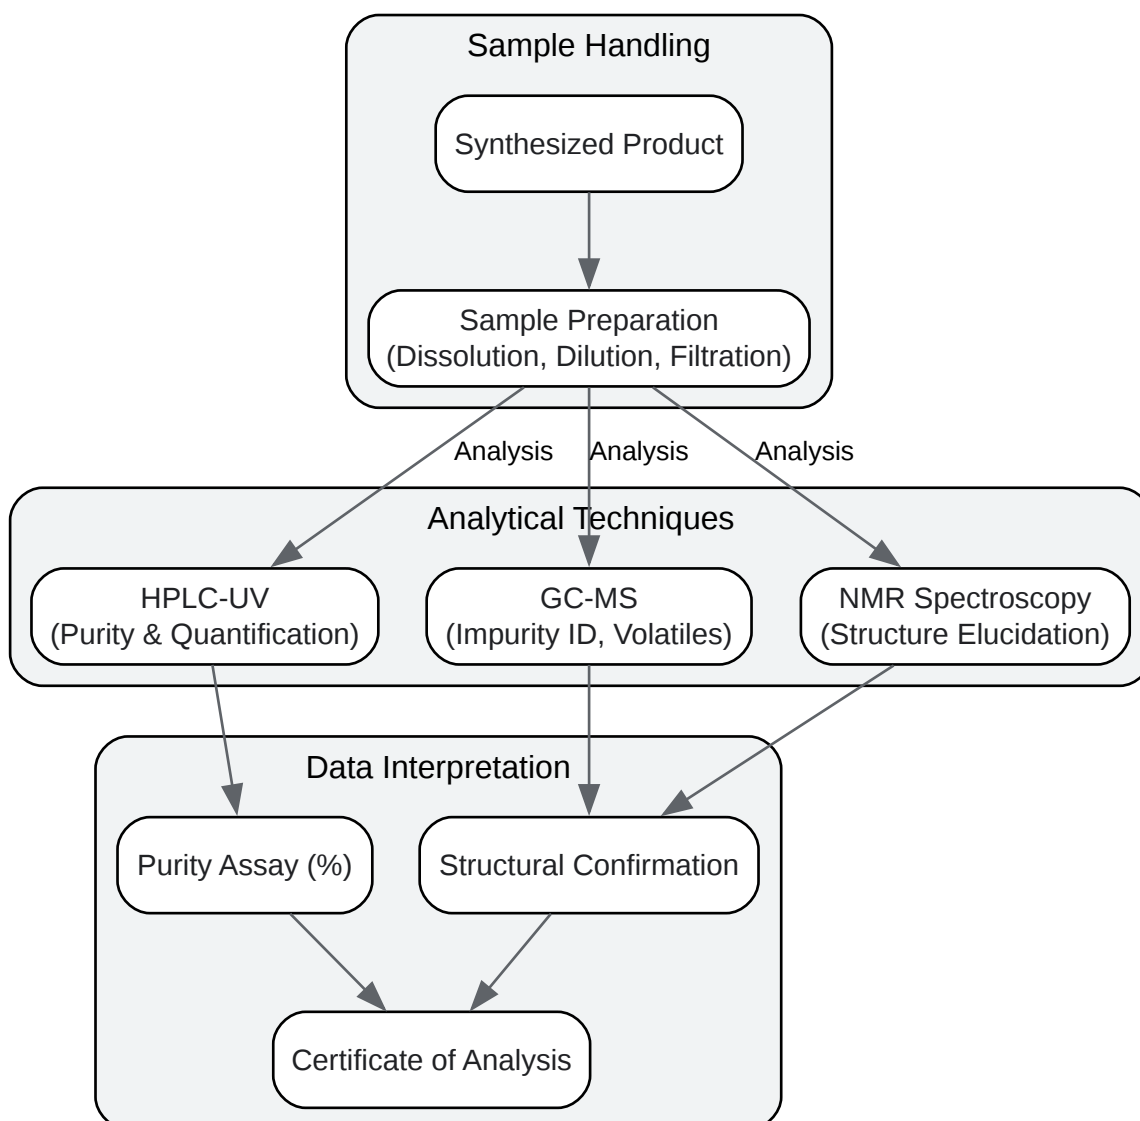 Sample Handling
Synthesized Product
Sample Preparation
(Dissolution, Dilution, Filtration)
Analysis
Analysis
Analysis
Analytical Techniques
HPLC-UV
(Purity & Quantification)
GC-MS
(Impurity ID, Volatiles)
NMR Spectroscopy
(Structure Elucidation)
Data Interpretation
Purity Assay (%)
Structural Confirmation
Certificate of Analysis